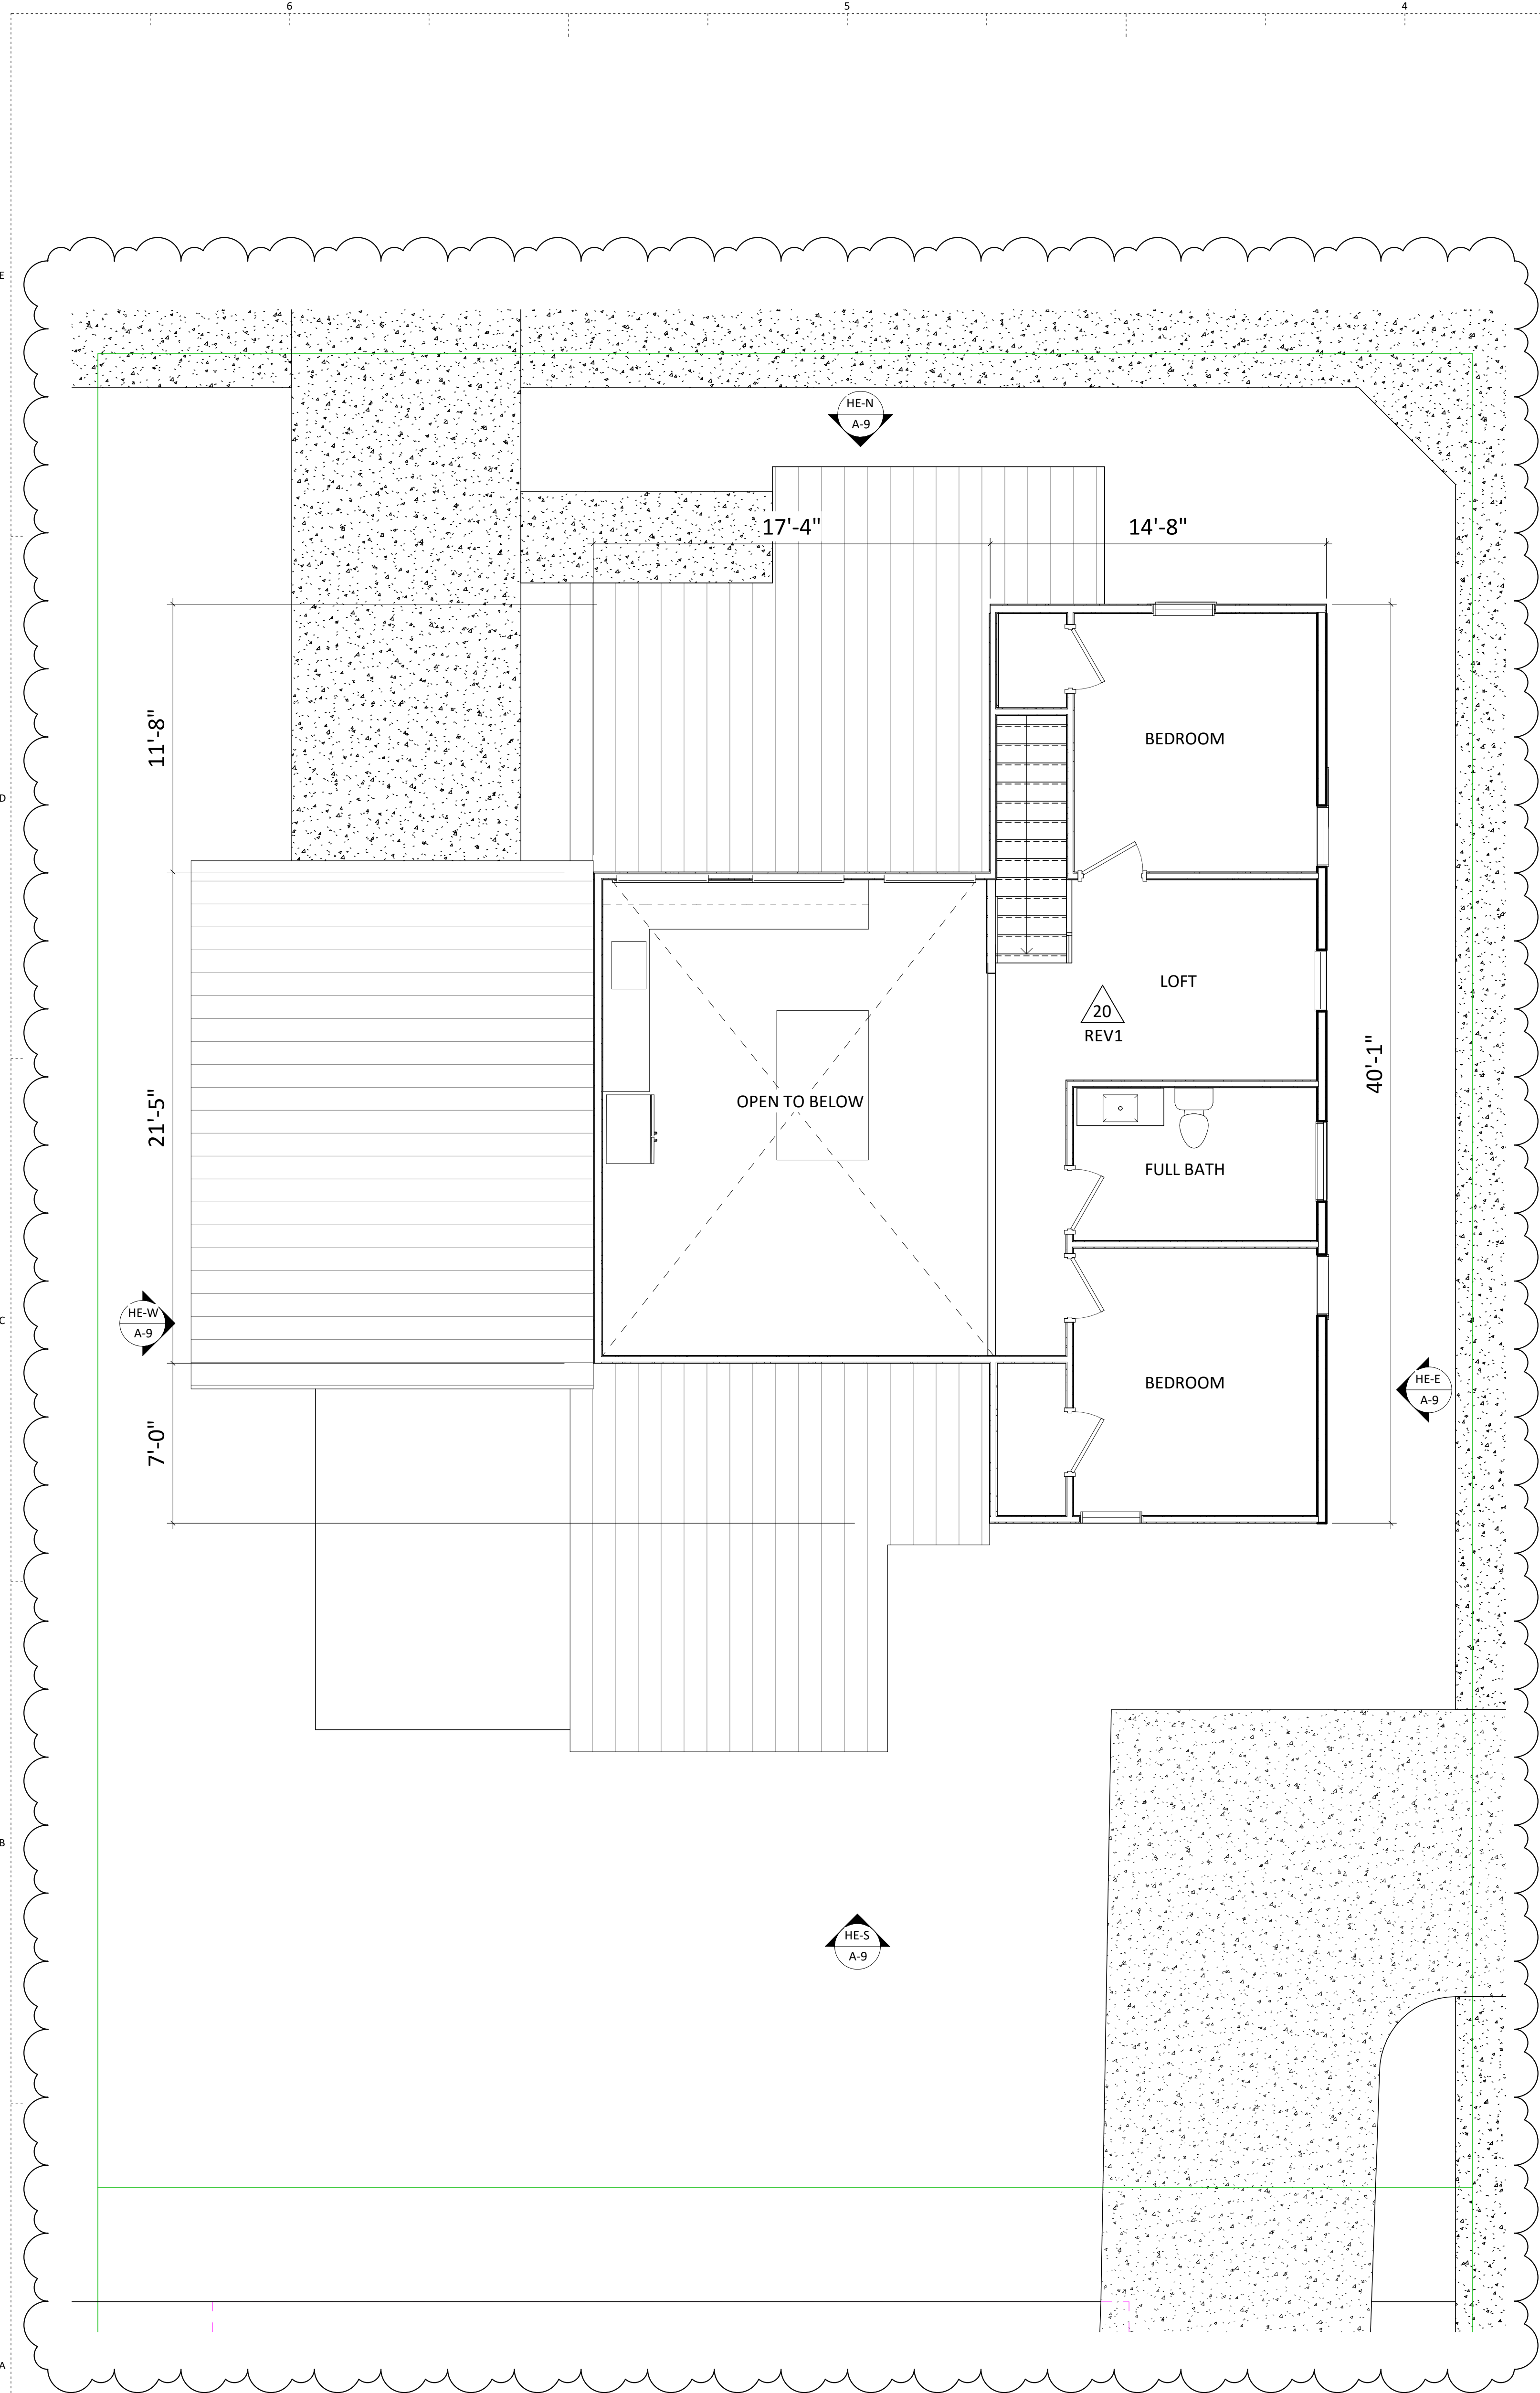 6
5
4
E
HE-N
A-9
17'-4"
14'-8"
11'-8"
BEDROOM
D
LOFT
20
REV1
40'-1"
21'-5"
OPEN TO BELOW
FULL BATH
HE-W
A-9
C
BEDROOM
HE-E
A-9
7'-0"
B
HE-S
A-9
A